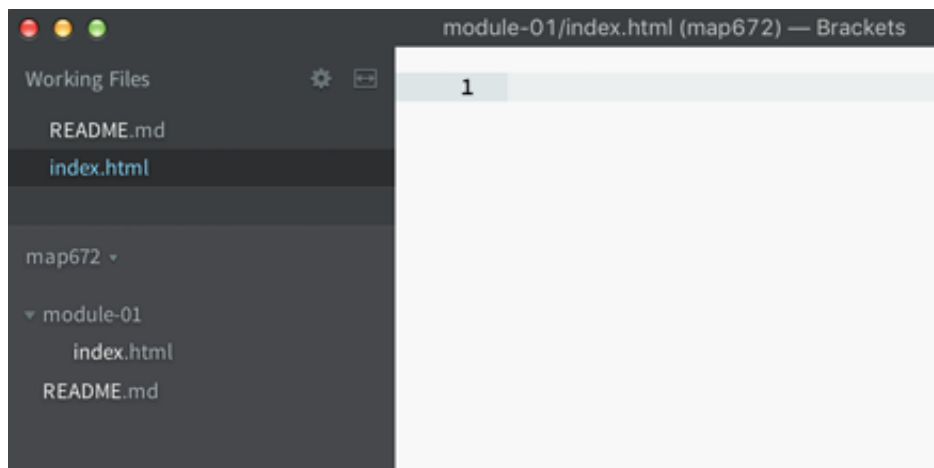 module-01/index.html (map672) — Brackets
Working Files
README.md
index.html
map672
module-01
index.html
README.md
1